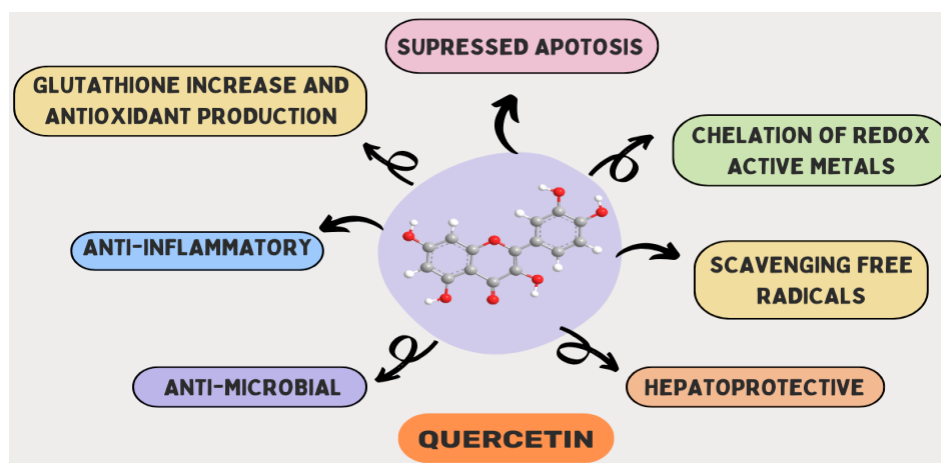 SUPRESSED APOTOSIS
GLUTATHIONE INCREASE AND
ANTIOXIDANT PRODUCTION
CHELATION OF REDOX
ACTIVE METALS
ANTI-INFLAMMATORY
SCAVENGING FREE
RADICALS
ANTI-MICROBIAL
HEPATOPROTECTIVE
QUERCETIN